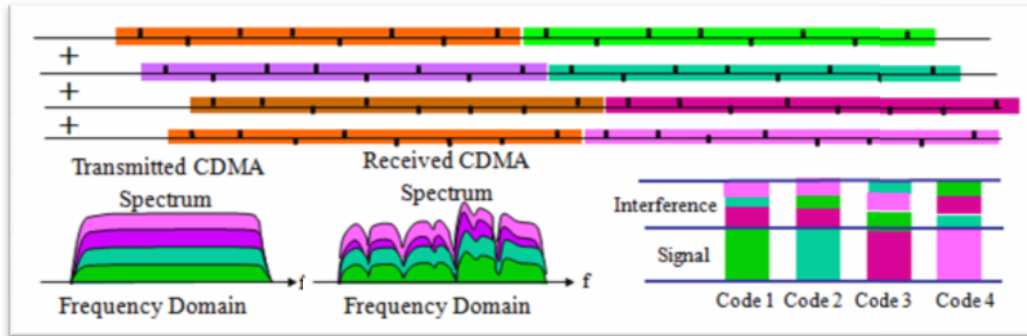 +
+
+
Transmitted CDMA
Spectrum
Received CDMA
Spectrum
Interference
Signal
f
f
Frequency Domain
Frequency Domain
Code 1
Code 2
Code 3
Code 4